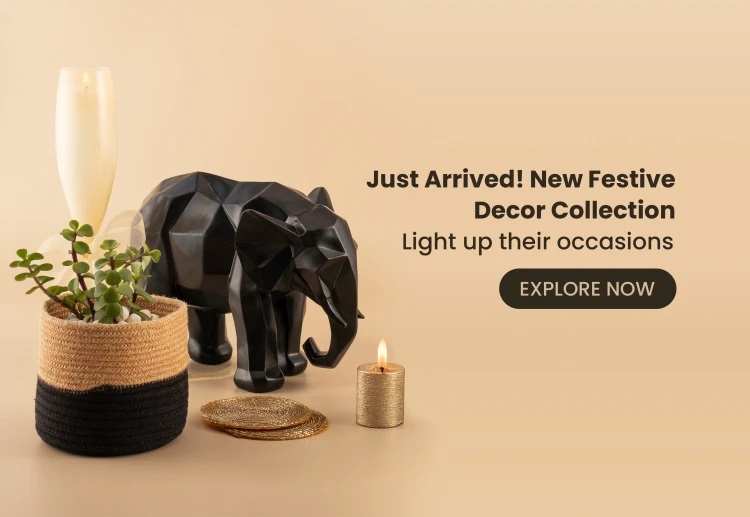 Just Arrived! New Festive
Decor Collection
Light up their occasions
EXPLORE NOW